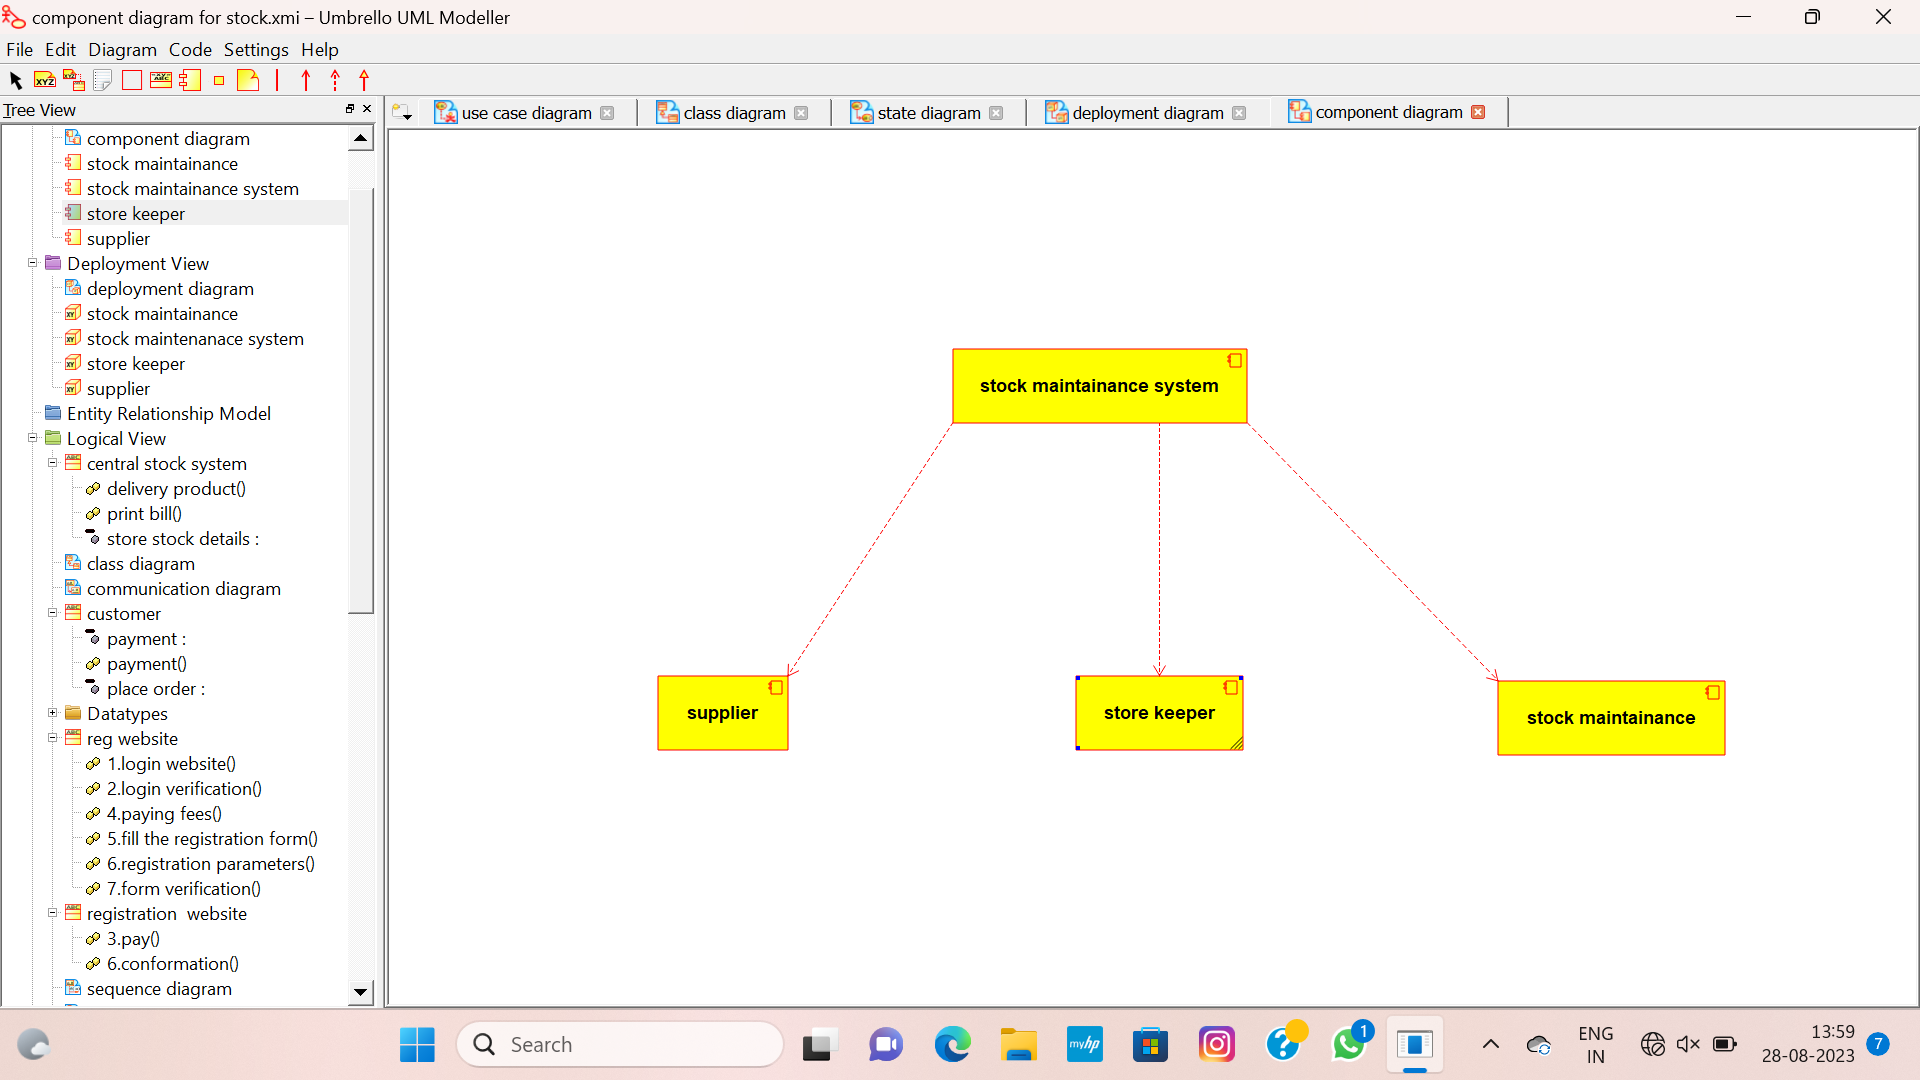 component diagram for stock.xmi – Umbrello UML Modeller
File Edit Diagram Code Settings Help
Tree View
use case diagram
class diagram
state diagram
deployment diagram
component diagram
component diagram
stock maintainance
stock maintainance system
store keeper
supplier
Deployment View
deployment diagram
stock maintainance
stock maintenanace system
store keeper
supplier
Entity Relationship Model
Logical View
central stock system
delivery product()
print bill()
store stock details :
class diagram
communication diagram
customer
payment :
payment()
place order :
Datatypes
reg website
1.login website()
2.login verification()
4.paying fees()
5.fill the registration form()
6.registration parameters()
7.form verification()
registration  website
3.pay()
6.conformation()
sequence diagram
stock maintainance system
supplier
store keeper
stock maintainance
Search
myhp
1
ENG
IN
13:59
28-08-2023
7